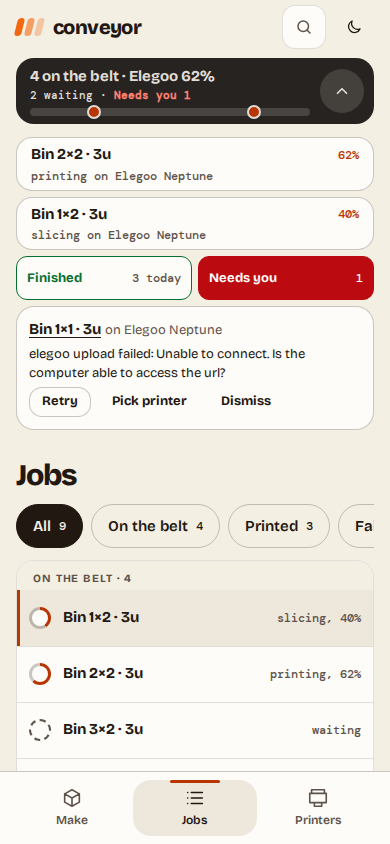 conveyor
4 on the belt · Elegoo 62%
2 waiting · Needs you 1
Bin 2×2 · 3u
62%
printing on Elegoo Neptune
Bin 1×2 · 3u
40%
slicing on Elegoo Neptune
Finished 3 today
Needs you 1
Bin 1×1 · 3u on Elegoo Neptune
elegoo upload failed: Unable to connect. Is the
computer able to access the url?
Retry Pick printer Dismiss
Jobs
All 9 On the belt 4 Printed 3 Fa
ON THE BELT · 4
Bin 1×2 · 3u slicing, 40%
Bin 2×2 · 3u printing, 62%
Bin 3×2 · 3u waiting
Make Jobs Printers